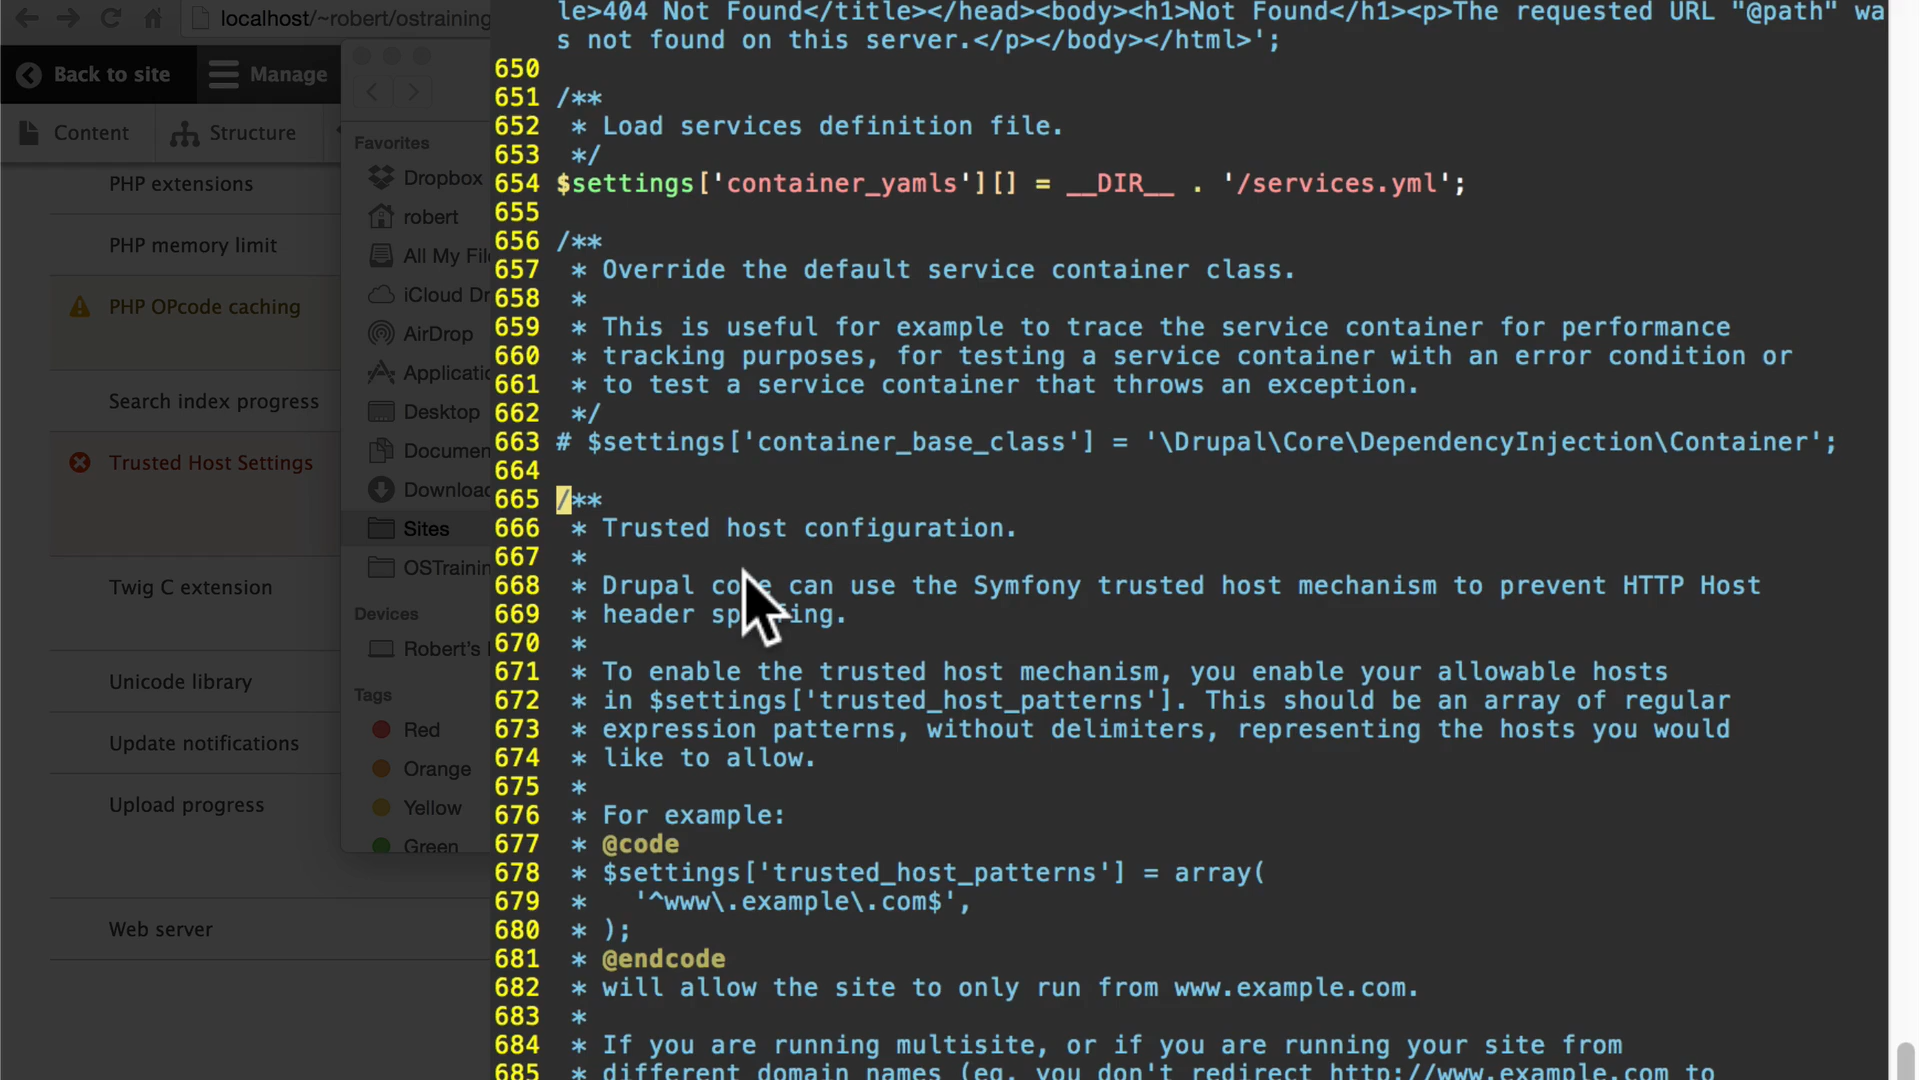 localhost/~robert/ostraining
Back to site
Manage
Content
Structure
PHP extensions
PHP memory limit
PHP OPcode caching
Search index progress
Trusted Host Settings
Twig C extension
Unicode library
Update notifications
Upload progress
Web server
Favorites
Dropbox
robert
All My Fil
iCloud Dr
AirDrop
Applicatic
Desktop
Documen
Downloac
Sites
OSTrainin
Devices
Robert's
Tags
Red
Orange
Yellow
Green
le>404 Not Found</title></head><body><h1>Not Found</h1><p>The requested URL "@path" wa
s not found on this server.</p></body></html>';
650
651 /**
652  * Load services definition file.
653  */
654 $settings['container_yamls'][] = __DIR__ . '/services.yml';
655
656 /**
657  * Override the default service container class.
658  *
659  * This is useful for example to trace the service container for performance
660  * tracking purposes, for testing a service container with an error condition or
661  * to test a service container that throws an exception.
662  */
663 # $settings['container_base_class'] = '\Drupal\Core\DependencyInjection\Container';
664
665 /**
666  * Trusted host configuration.
667  *
668  * Drupal core can use the Symfony trusted host mechanism to prevent HTTP Host
669  * header spoofing.
670  *
671  * To enable the trusted host mechanism, you enable your allowable hosts
672  * in $settings['trusted_host_patterns']. This should be an array of regular
673  * expression patterns, without delimiters, representing the hosts you would
674  * like to allow.
675  *
676  * For example:
677  * @code
678  * $settings['trusted_host_patterns'] = array(
679  *   '^www\.example\.com$',
680  * );
681  * @endcode
682  * will allow the site to only run from www.example.com.
683  *
684  * If you are running multisite, or if you are running your site from
685  * different domain names (eg, you don't redirect http://www.example.com to